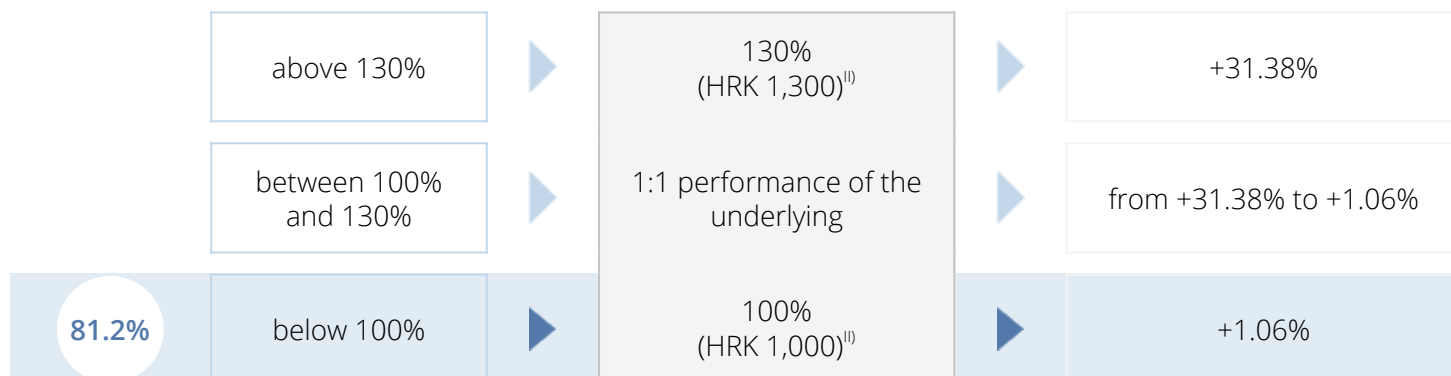 above 130%
130%
(HRK 1,300)II)
+31.38%
between 100%
and 130%
1:1 performance of the
underlying
from +31.38% to +1.06%
81.2%
below 100%
100%
(HRK 1,000)II)
+1.06%